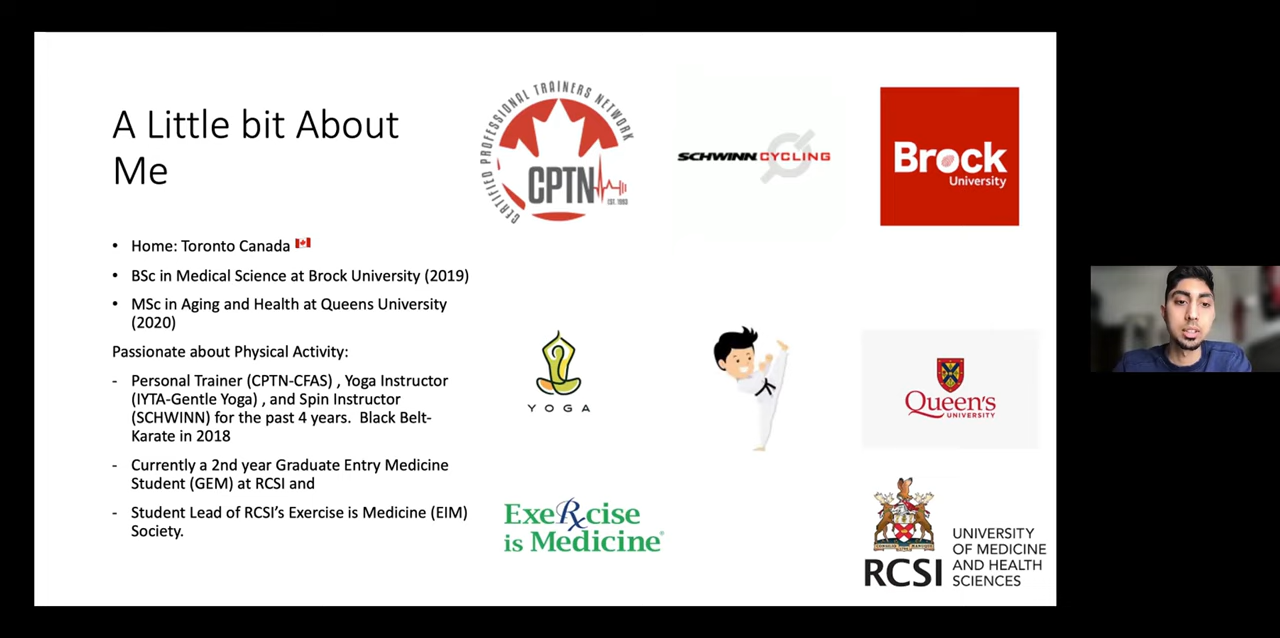 A Little bit About
Me
• Home: Toronto Canada
• BSc in Medical Science at Brock University (2019)
• MSc in Aging and Health at Queens University
(2020)
Passionate about Physical Activity:
- Personal Trainer (CPTN-CFAS) , Yoga Instructor
(IYTA-Gentle Yoga) , and Spin Instructor
(SCHWINN) for the past 4 years.  Black Belt-
Karate in 2018
- Currently a 2nd year Graduate Entry Medicine
Student (GEM) at RCSI and
- Student Lead of RCSI's Exercise is Medicine (EIM)
Society.
CERTIFIED PROFESSIONAL TRAINERS NETWORK
CPTN
EST. 1993
SCHWINN CYCLING
Brock
University
YOGA
Queen's
UNIVERSITY
ExeRxcise
is Medicine®
RCSI
UNIVERSITY
OF MEDICINE
AND HEALTH
SCIENCES